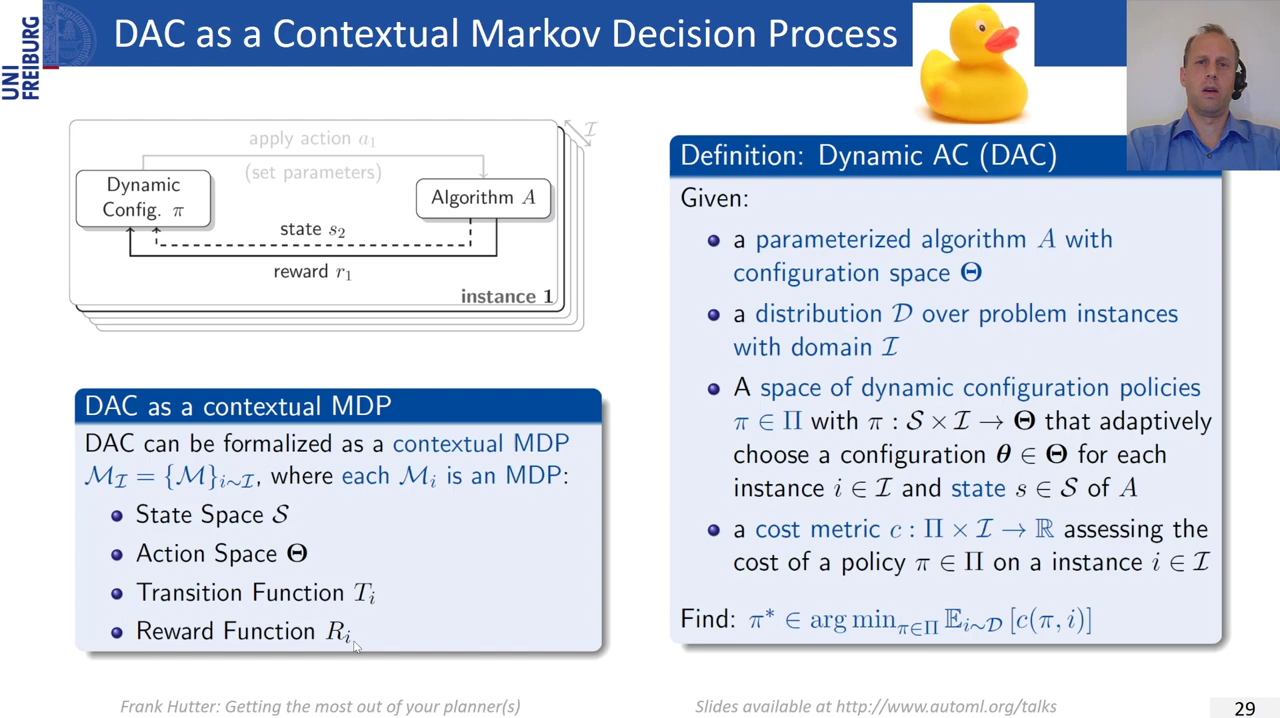 UNI
FREIBURG
DAC as a Contextual Markov Decision Process
apply action a₁
(set parameters)
Dynamic
Config. π
Algorithm A
state s₂
reward r₁
instance 1
ℐ
DAC as a contextual MDP
DAC can be formalized as a contextual MDP
ℳ_ℐ = {ℳ}_{i∼ℐ}, where each ℳ_i is an MDP:
• State Space 𝒮
• Action Space Θ
• Transition Function T_i
• Reward Function R_i
Definition: Dynamic AC (DAC)
Given:
• a parameterized algorithm A with
configuration space Θ
• a distribution 𝒟 over problem instances
with domain ℐ
• A space of dynamic configuration policies
π ∈ Π with π : 𝒮 × ℐ → Θ that adaptively
choose a configuration θ ∈ Θ for each
instance i ∈ ℐ and state s ∈ 𝒮 of A
• a cost metric c : Π × ℐ → ℝ assessing the
cost of a policy π ∈ Π on a instance i ∈ ℐ
Find: π* ∈ arg min_{π∈Π} 𝔼_{i∼𝒟} [c(π, i)]
Frank Hutter: Getting the most out of your planner(s)
Slides available at http://www.automl.org/talks
29